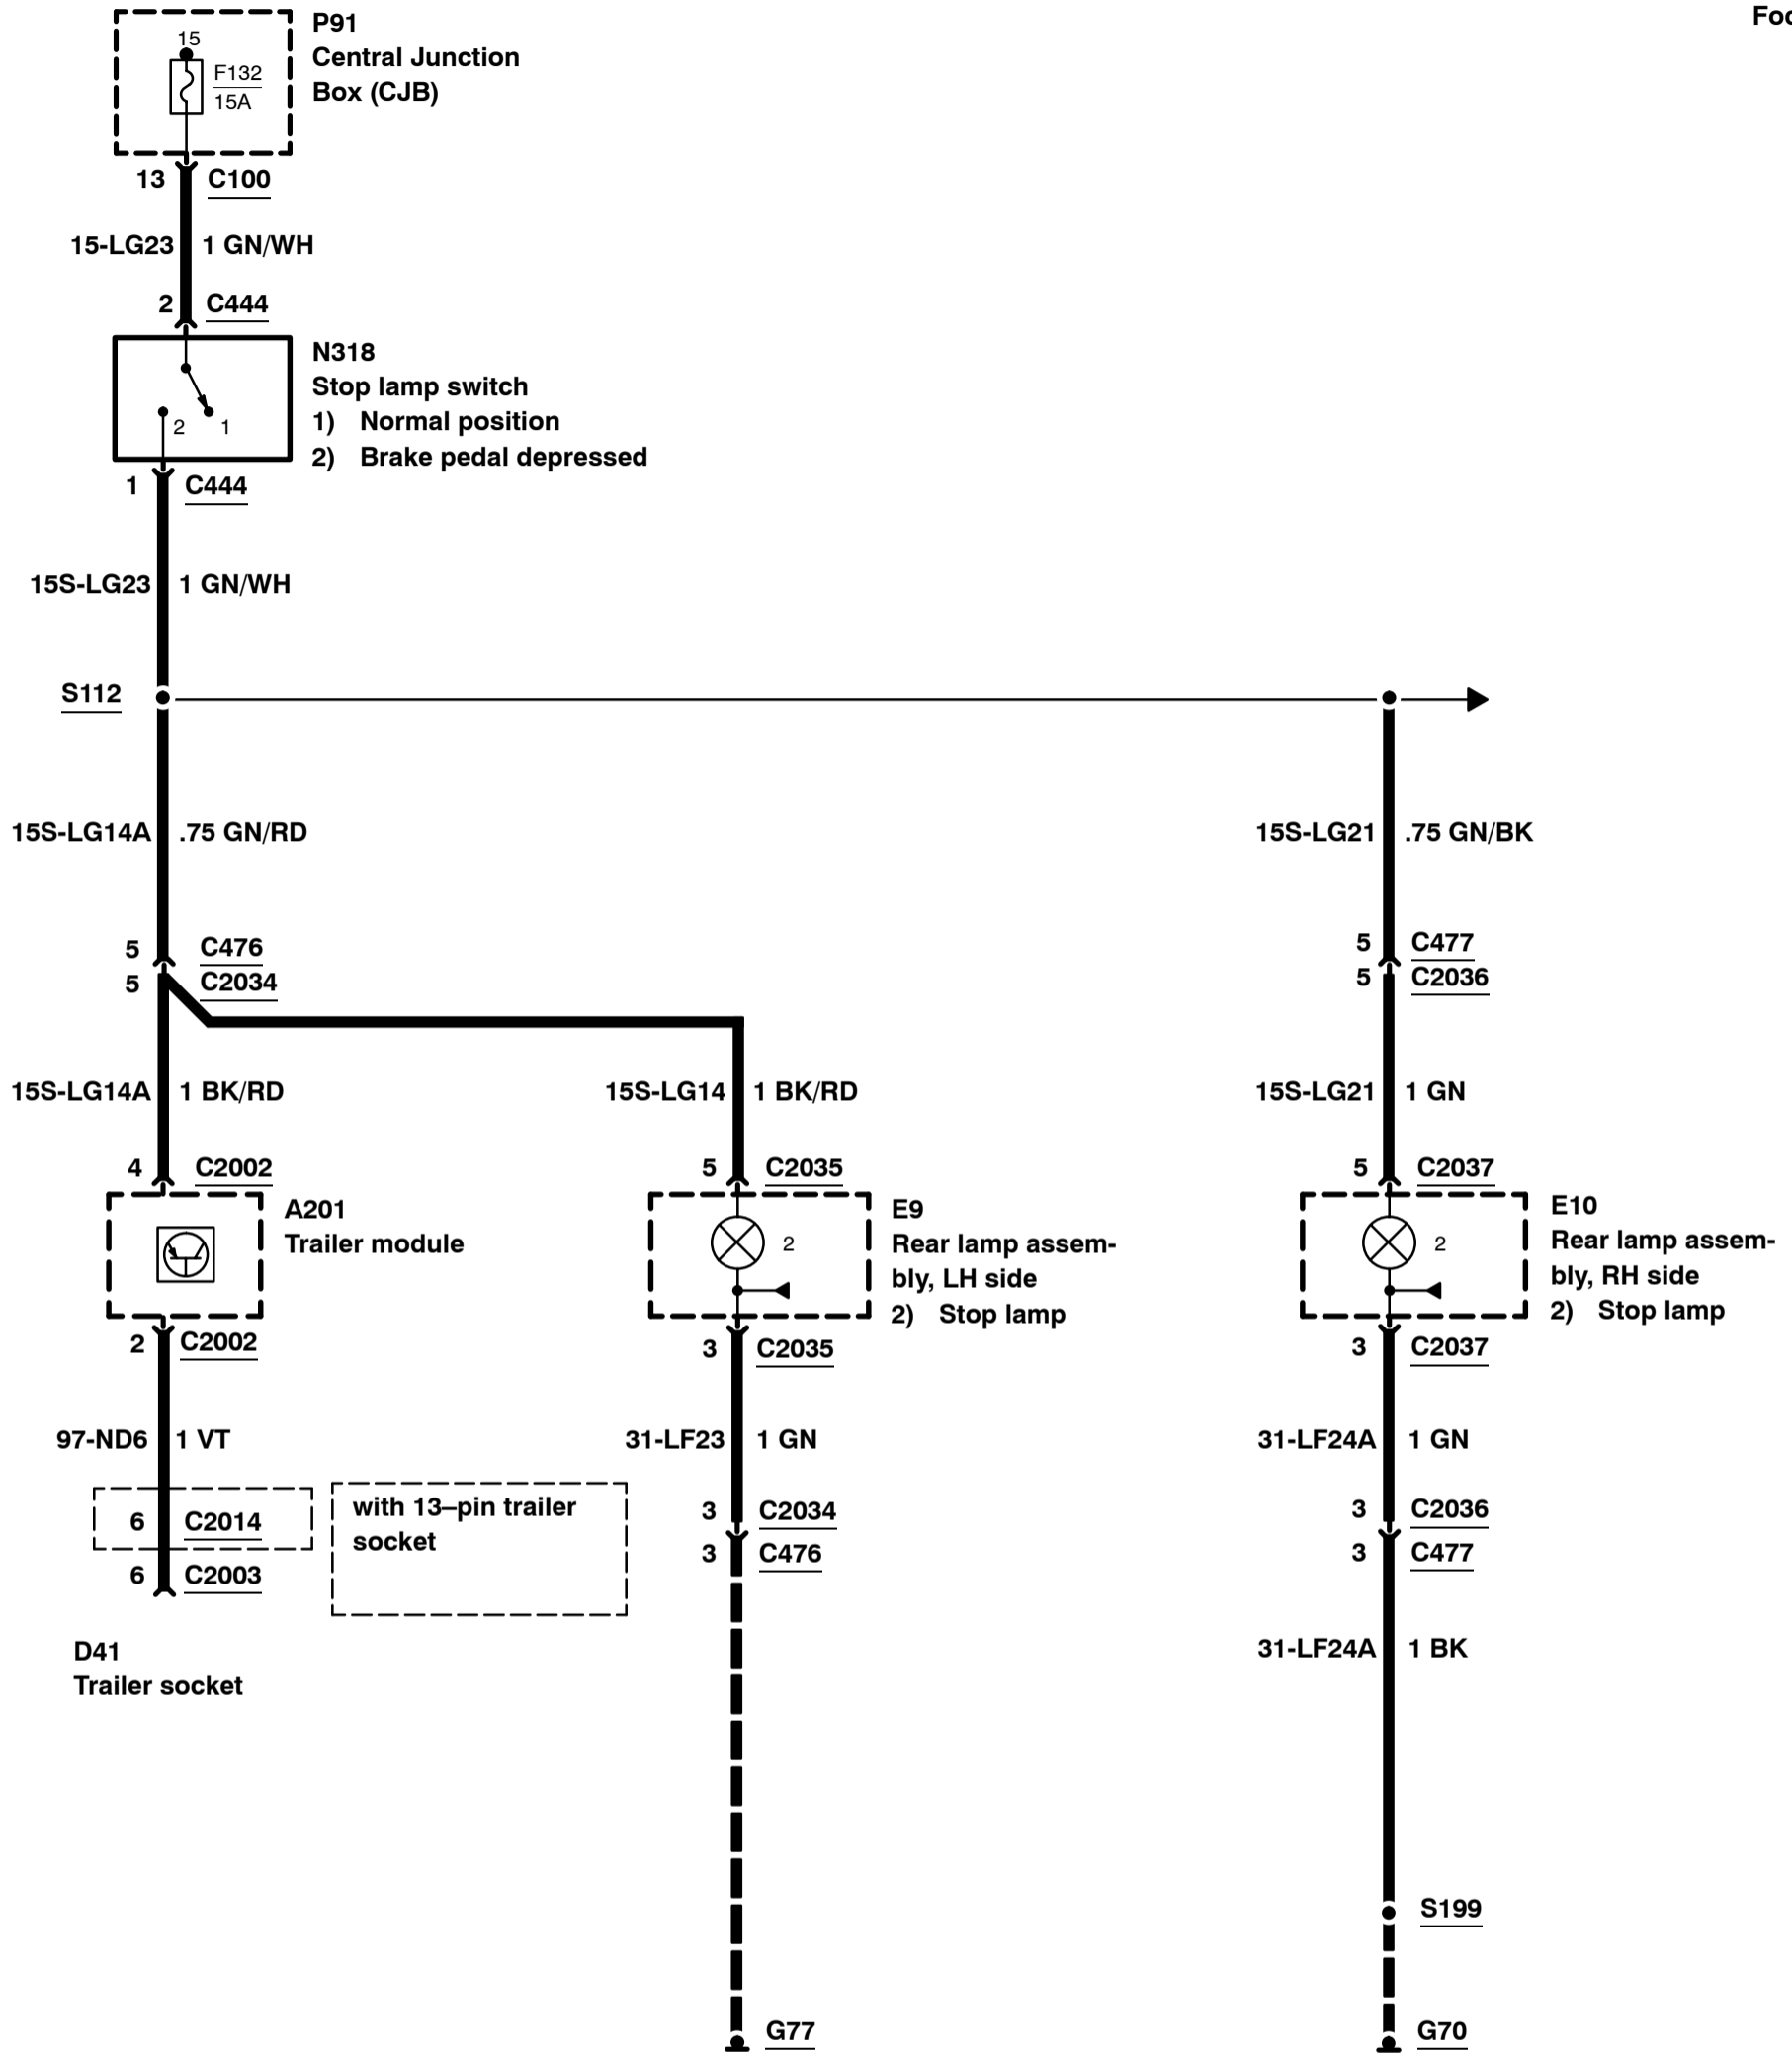 P91
Central Junction
Box (CJB)
Foc
15
F132
15A
13 C100
15-LG23 1 GN/WH
2 C444
N318
Stop lamp switch
1) Normal position
2) Brake pedal depressed
2 1
1 C444
15S-LG23 1 GN/WH
S112
15S-LG14A .75 GN/RD
15S-LG21 .75 GN/BK
5 C476
5 C2034
5 C477
5 C2036
15S-LG14A 1 BK/RD
15S-LG14 1 BK/RD
15S-LG21 1 GN
4 C2002
5 C2035
5 C2037
A201
Trailer module
2
E9
Rear lamp assem-
bly, LH side
2) Stop lamp
2
E10
Rear lamp assem-
bly, RH side
2) Stop lamp
2 C2002
3 C2035
3 C2037
97-ND6 1 VT
31-LF23 1 GN
31-LF24A 1 GN
6 C2014
6 C2003
with 13–pin trailer
socket
3 C2034
3 C476
3 C2036
3 C477
D41
Trailer socket
31-LF24A 1 BK
S199
G77
G70